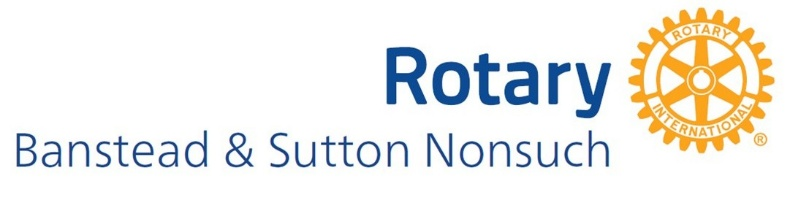 Rotary
Banstead & Sutton Nonsuch
ROTARY
INTERNATIONAL
®